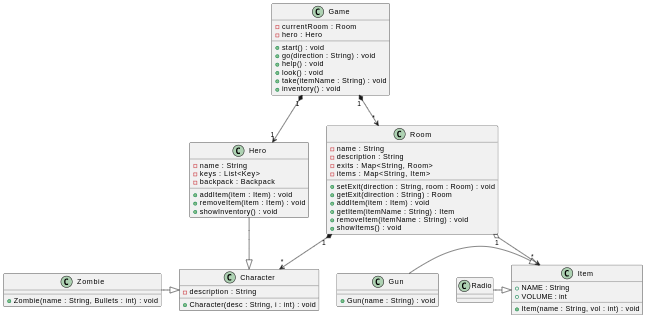 C Game
currentRoom : Room
hero : Hero
start() : void
go(direction : String) : void
help() : void
look() : void
take(itemName : String) : void
inventory() : void
1
1
1
*
C Hero
name : String
keys : List<Key>
backpack : Backpack
addItem(item : Item) : void
removeItem(item : Item) : void
showInventory() : void
C Room
name : String
description : String
exits : Map<String, Room>
items : Map<String, Item>
setExit(direction : String, room : Room) : void
getExit(direction : String) : Room
addItem(item : Item) : void
getItem(itemName : String) : Item
removeItem(itemName : String) : void
showItems() : void
1
*
1
*
C Zombie
Zombie(name : String, Bullets : int) : void
C Character
description : String
Character(desc : String, i : int) : void
C Gun
Gun(name : String) : void
C Radio
C Item
NAME : String
VOLUME : int
Item(name : String, vol : int) : void